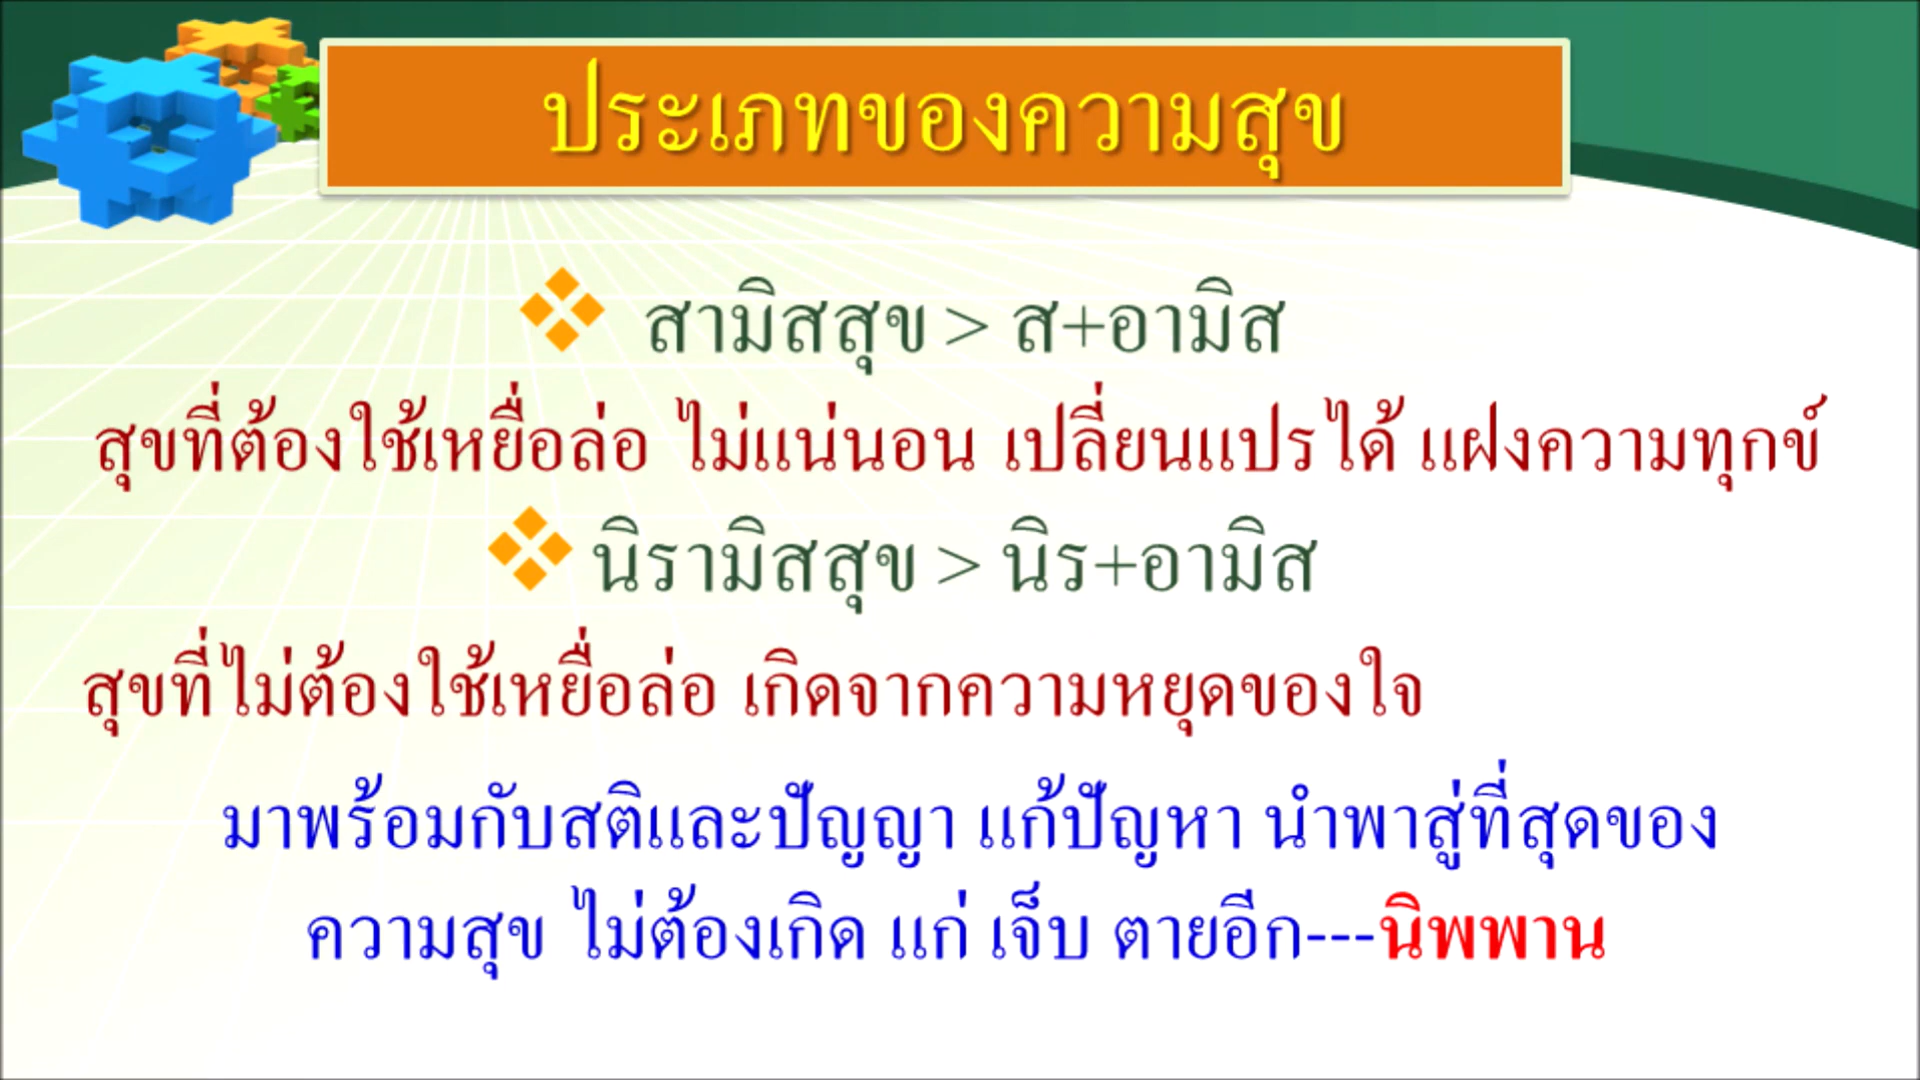 ประเภทของความสุข
สามิสสุข > ส+อามิส
สุขที่ต้องใช้เหยื่อล่อ ไม่แน่นอน เปลี่ยนแปรได้ แฝงความทุกข์
นิรามิสสุข > นิร+อามิส
สุขที่ไม่ต้องใช้เหยื่อล่อ เกิดจากความหยุดของใจ
มาพร้อมกับสติและปัญญา แก้ปัญหา นำพาสู่ที่สุดของ
ความสุข ไม่ต้องเกิด แก่ เจ็บ ตายอีก---นิพพาน